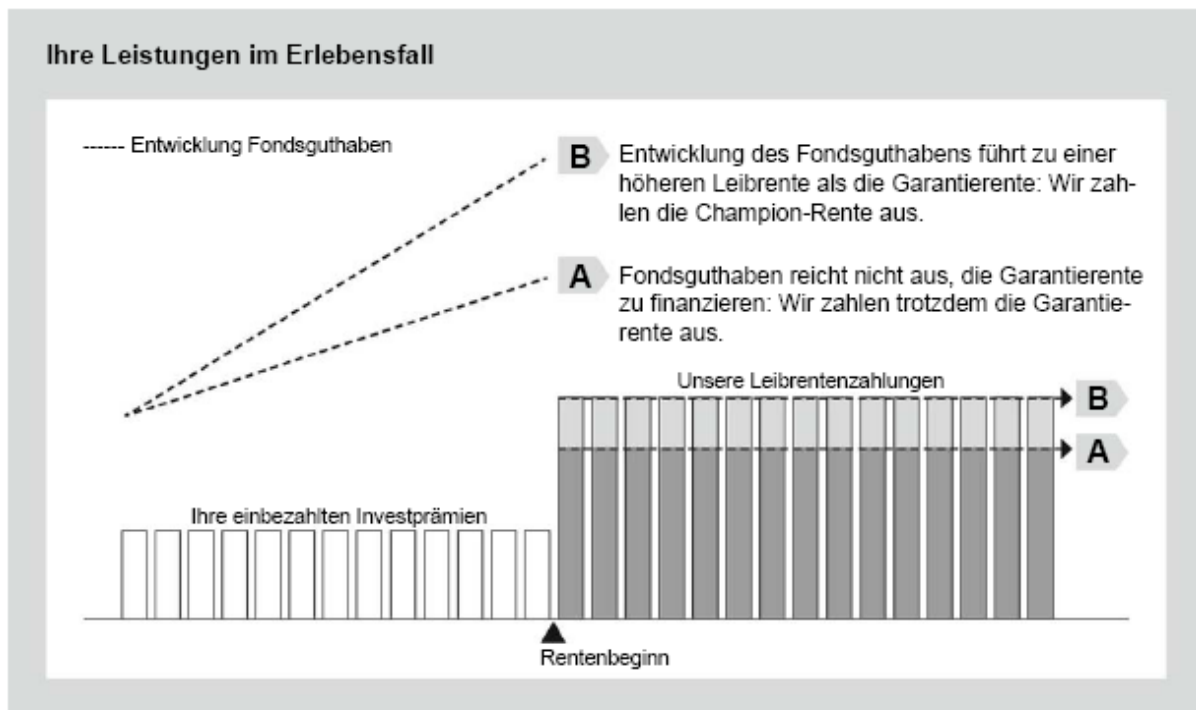 Ihre Leistungen im Erlebensfall
------ Entwicklung Fondsguthaben
B
Entwicklung des Fondsguthabens führt zu einer
höheren Leibrente als die Garantierente: Wir zah-
len die Champion-Rente aus.
A
Fondsguthaben reicht nicht aus, die Garantierente
zu finanzieren: Wir zahlen trotzdem die Garantie-
rente aus.
Unsere Leibrentenzahlungen
B
A
Ihre einbezahlten Investprämien
Rentenbeginn